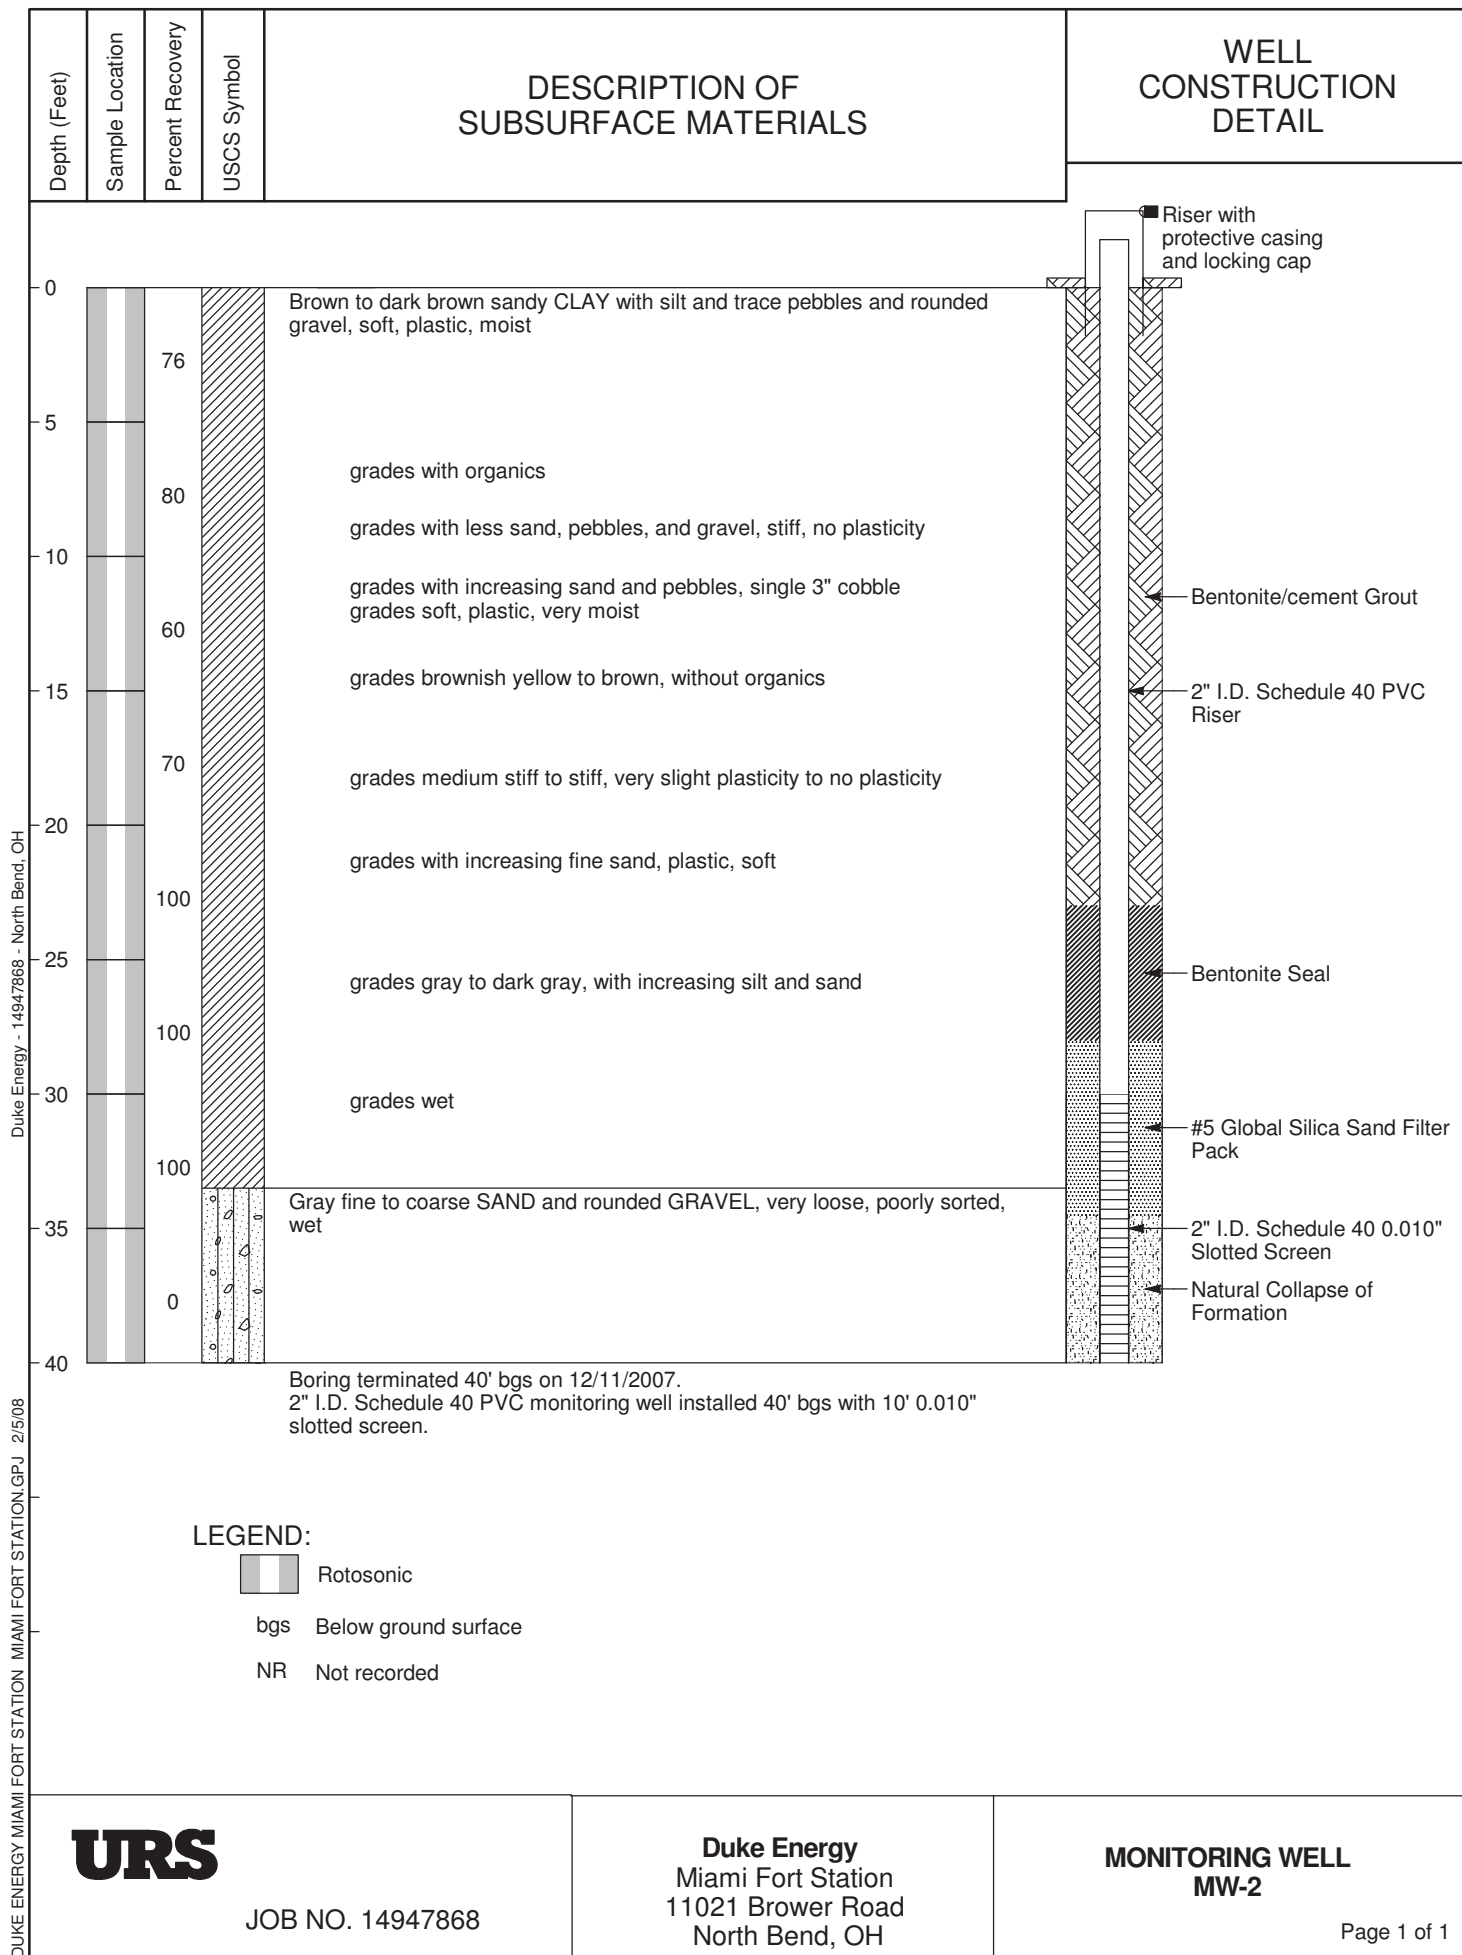 Depth (Feet)
Sample Location
Percent Recovery
USCS Symbol
DESCRIPTION OF
SUBSURFACE MATERIALS
WELL
CONSTRUCTION
DETAIL
Riser with
protective casing
and locking cap
0
Brown to dark brown sandy CLAY with silt and trace pebbles and rounded
gravel, soft, plastic, moist
76
5
grades with organics
80
grades with less sand, pebbles, and gravel, stiff, no plasticity
10
grades with increasing sand and pebbles, single 3" cobble
grades soft, plastic, very moist
Bentonite/cement Grout
60
grades brownish yellow to brown, without organics
15
2" I.D. Schedule 40 PVC
Riser
70
grades medium stiff to stiff, very slight plasticity to no plasticity
20
grades with increasing fine sand, plastic, soft
100
25
grades gray to dark gray, with increasing silt and sand
Bentonite Seal
100
30
grades wet
#5 Global Silica Sand Filter
Pack
100
Gray fine to coarse SAND and rounded GRAVEL, very loose, poorly sorted,
wet
35
2" I.D. Schedule 40 0.010"
Slotted Screen
Natural Collapse of
Formation
0
40
Boring terminated 40' bgs on 12/11/2007.
2" I.D. Schedule 40 PVC monitoring well installed 40' bgs with 10' 0.010"
slotted screen.
LEGEND:
Rotosonic
bgs Below ground surface
NR Not recorded
DUKE ENERGY MIAMI FORT STATION MIAMI FORT STATION.GPJ 2/5/08
Duke Energy - 14947868 - North Bend, OH
URS
JOB NO. 14947868
Duke Energy
Miami Fort Station
11021 Brower Road
North Bend, OH
MONITORING WELL
MW-2
Page 1 of 1